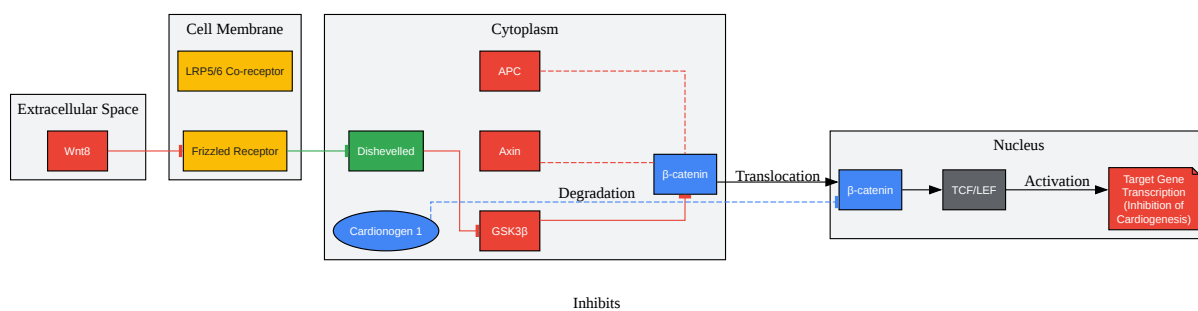 Extracellular Space
Wnt8
Cell Membrane
LRP5/6 Co-receptor
Frizzled Receptor
Cytoplasm
APC
Dishevelled
Axin
β-catenin
Degradation
Cardionogen 1
GSK3β
Translocation
Nucleus
β-catenin
TCF/LEF
Activation
Target Gene
Transcription
(Inhibition of
Cardiogenesis)
Inhibits